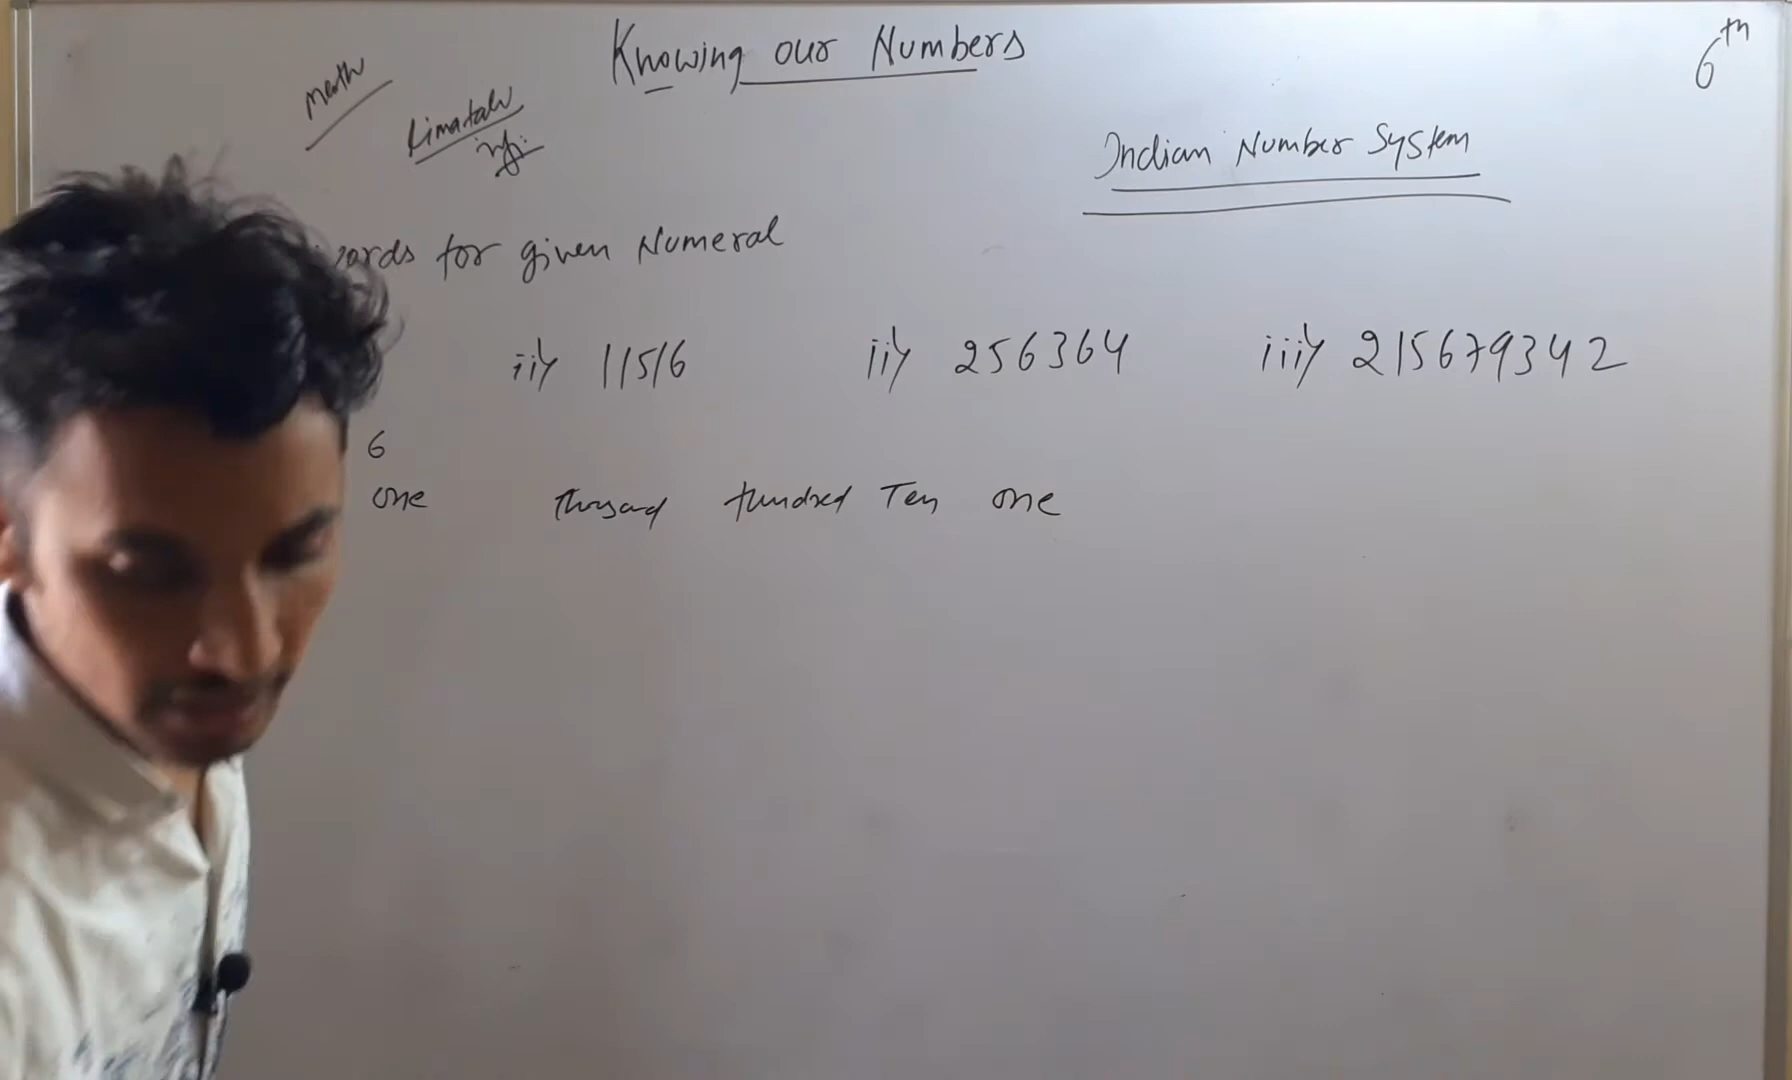 Knowing our Numbers
6th
Math
Indian Number System
words for given Numeral
ii) 11516 ii) 256364 iii) 215679342
6
one Thousand Hundred Ten one